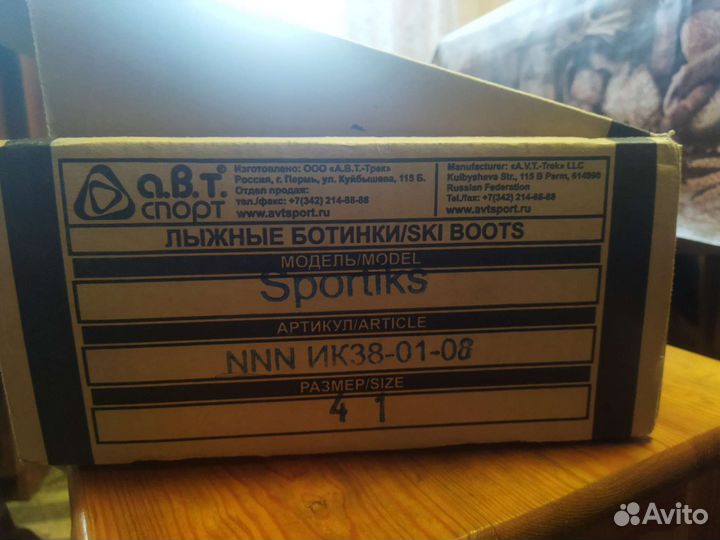 а.в.т
спорт
Изготовлено: ООО «А.В.Т.-Трак»
Россия, г. Пермь, ул. Куйбышева, 115 Б.
Отдел продаж:
тел./факс: +7(342) 214-88-88
www.avtsport.ru
Manufacturer: «A.V.T.-Trek» LLC
Kuibysheva Str., 115 B Perm, 614090
Russian Federation
Tel./fax: +7(342) 214-88-88
www.avtsport.ru
ЛЫЖНЫЕ БОТИНКИ/SKI BOOTS
МОДЕЛЬ/MODEL
Sportiks
АРТИКУЛ/ARTICLE
NNN ИК38-01-08
РАЗМЕР/SIZE
41
Avito